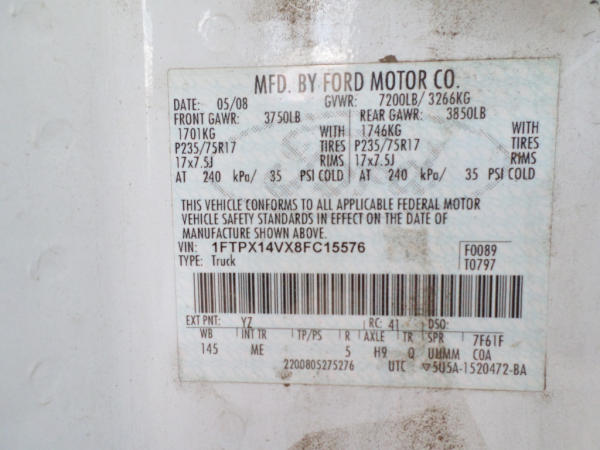 MFD. BY FORD MOTOR CO.
DATE: 05/08 GVWR: 7200LB/ 3266KG
FRONT GAWR: 3750LB REAR GAWR: 3850LB
1701KG WITH 1746KG WITH
P235/75R17 TIRES P235/75R17 TIRES
17x7.5J RIMS 17x7.5J RIMS
AT 240 kPa/ 35 PSI COLD AT 240 kPa/ 35 PSI COLD
THIS VEHICLE CONFORMS TO ALL APPLICABLE FEDERAL MOTOR
VEHICLE SAFETY STANDARDS IN EFFECT ON THE DATE OF
MANUFACTURE SHOWN ABOVE.
VIN: 1FTPX14VX8FC15576 F0089
TYPE: Truck T0797
EXT PNT: YZ RC: 41 DSO:
WB INT TR TP/PS R AXLE TR SPR 7F61F
145 ME 5 H9 Q UHMM COA
2200805275276 UTC ▽5U5A-1520472-BA